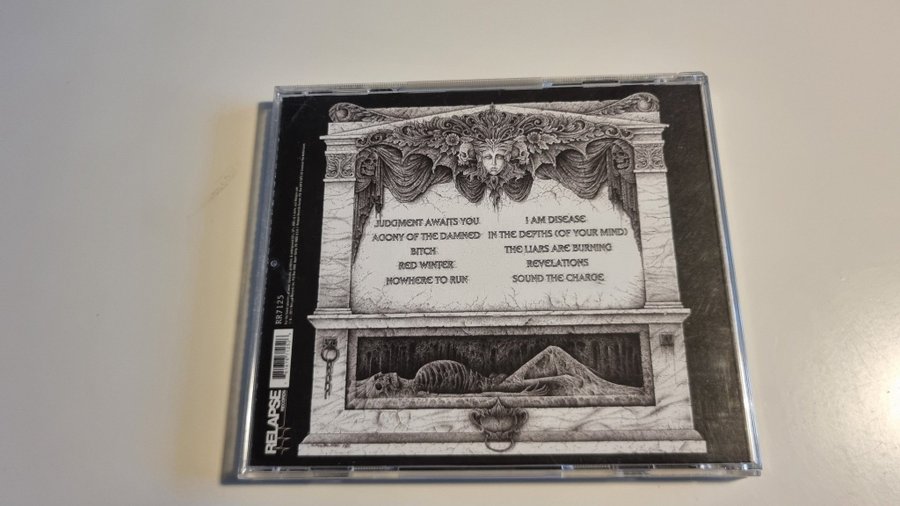 JUDGMENT AWAITS YOU
AGONY OF THE DAMNED
BITCH
RED WINTER
NOWHERE TO RUN
I AM DISEASE
IN THE DEPTHS (OF YOUR MIND)
THE LIARS ARE BURNING
REVELATIONS
SOUND THE CHARGE
RR7125
RELAPSE